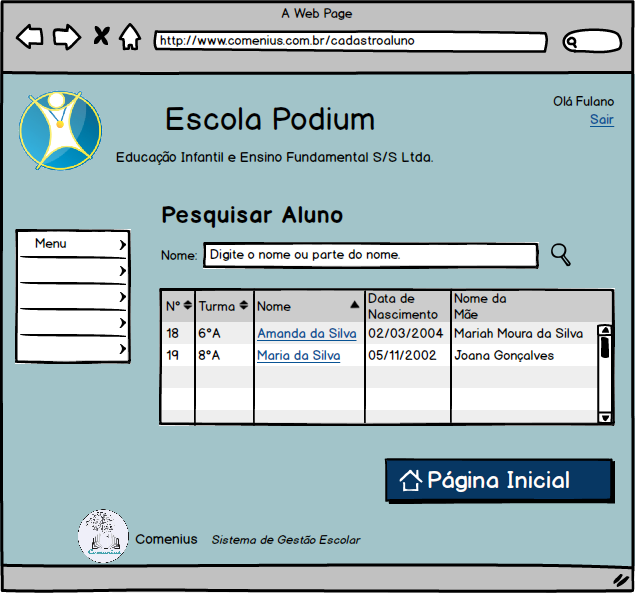 A Web Page
http://www.comenius.com.br/cadastroaluno
Olá Fulano
Sair
Escola Podium
Educação Infantil e Ensino Fundamental S/S Ltda.
Pesquisar Aluno
Menu
Nome: Digite o nome ou parte do nome.
Nº Turma Nome Data de Nascimento Nome da Mãe
18 6°A Amanda da Silva 02/03/2004 Mariah Moura da Silva
19 8°A Maria da Silva 05/11/2002 Joana Gonçalves
Página Inicial
Comenius
Comenius Sistema de Gestão Escolar